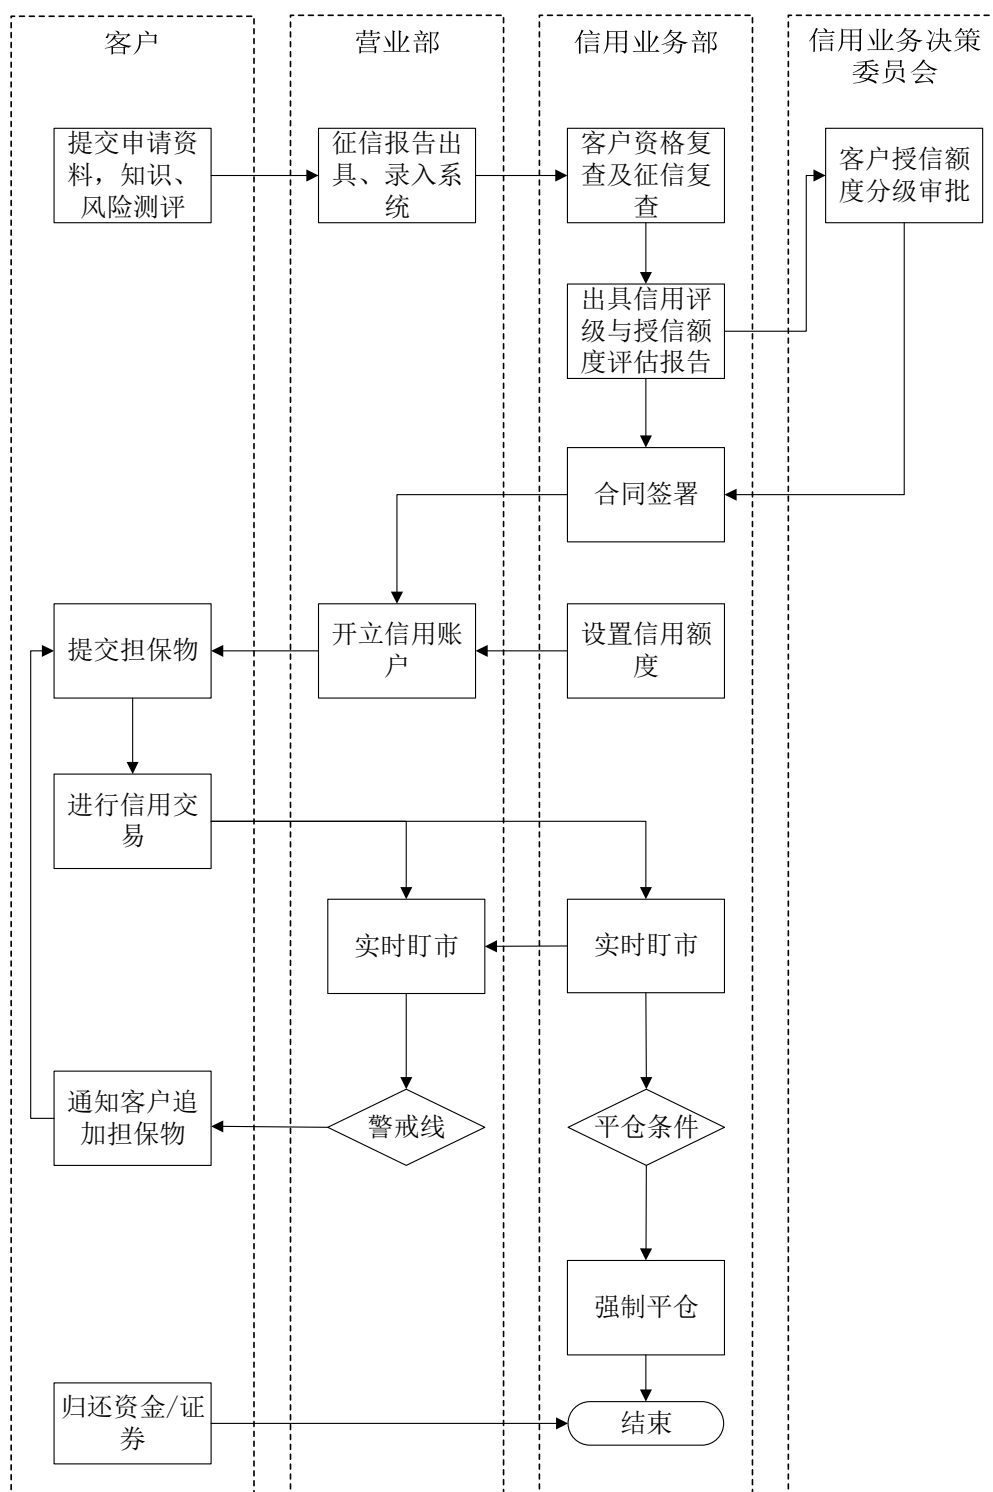 客户
营业部
信用业务部
信用业务决策
委员会
提交申请资
料，知识、
风险测评
征信报告出
具、录入系
统
客户资格复
查及征信复
查
客户授信额
度分级审批
出具信用评
级与授信额
度评估报告
合同签署
提交担保物
开立信用账
户
设置信用额
度
进行信用交
易
实时盯市
实时盯市
通知客户追
加担保物
警戒线
平仓条件
强制平仓
归还资金/证
券
结束